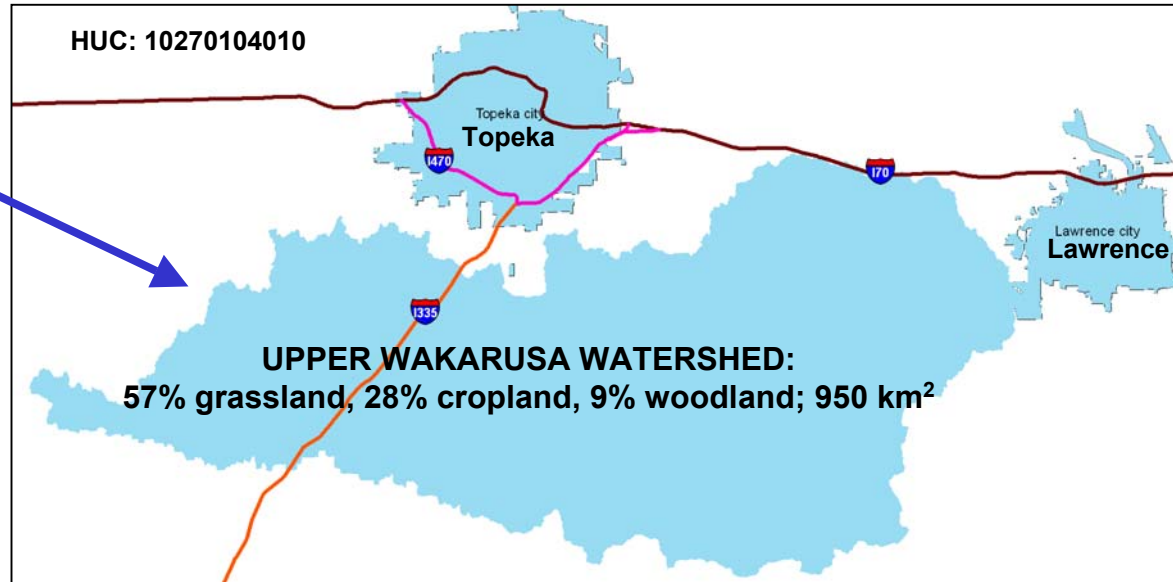 HUC: 10270104010
Topeka city
Topeka
I470
I70
Lawrence city
Lawrence
I335
UPPER WAKARUSA WATERSHED:
57% grassland, 28% cropland, 9% woodland; 950 km²